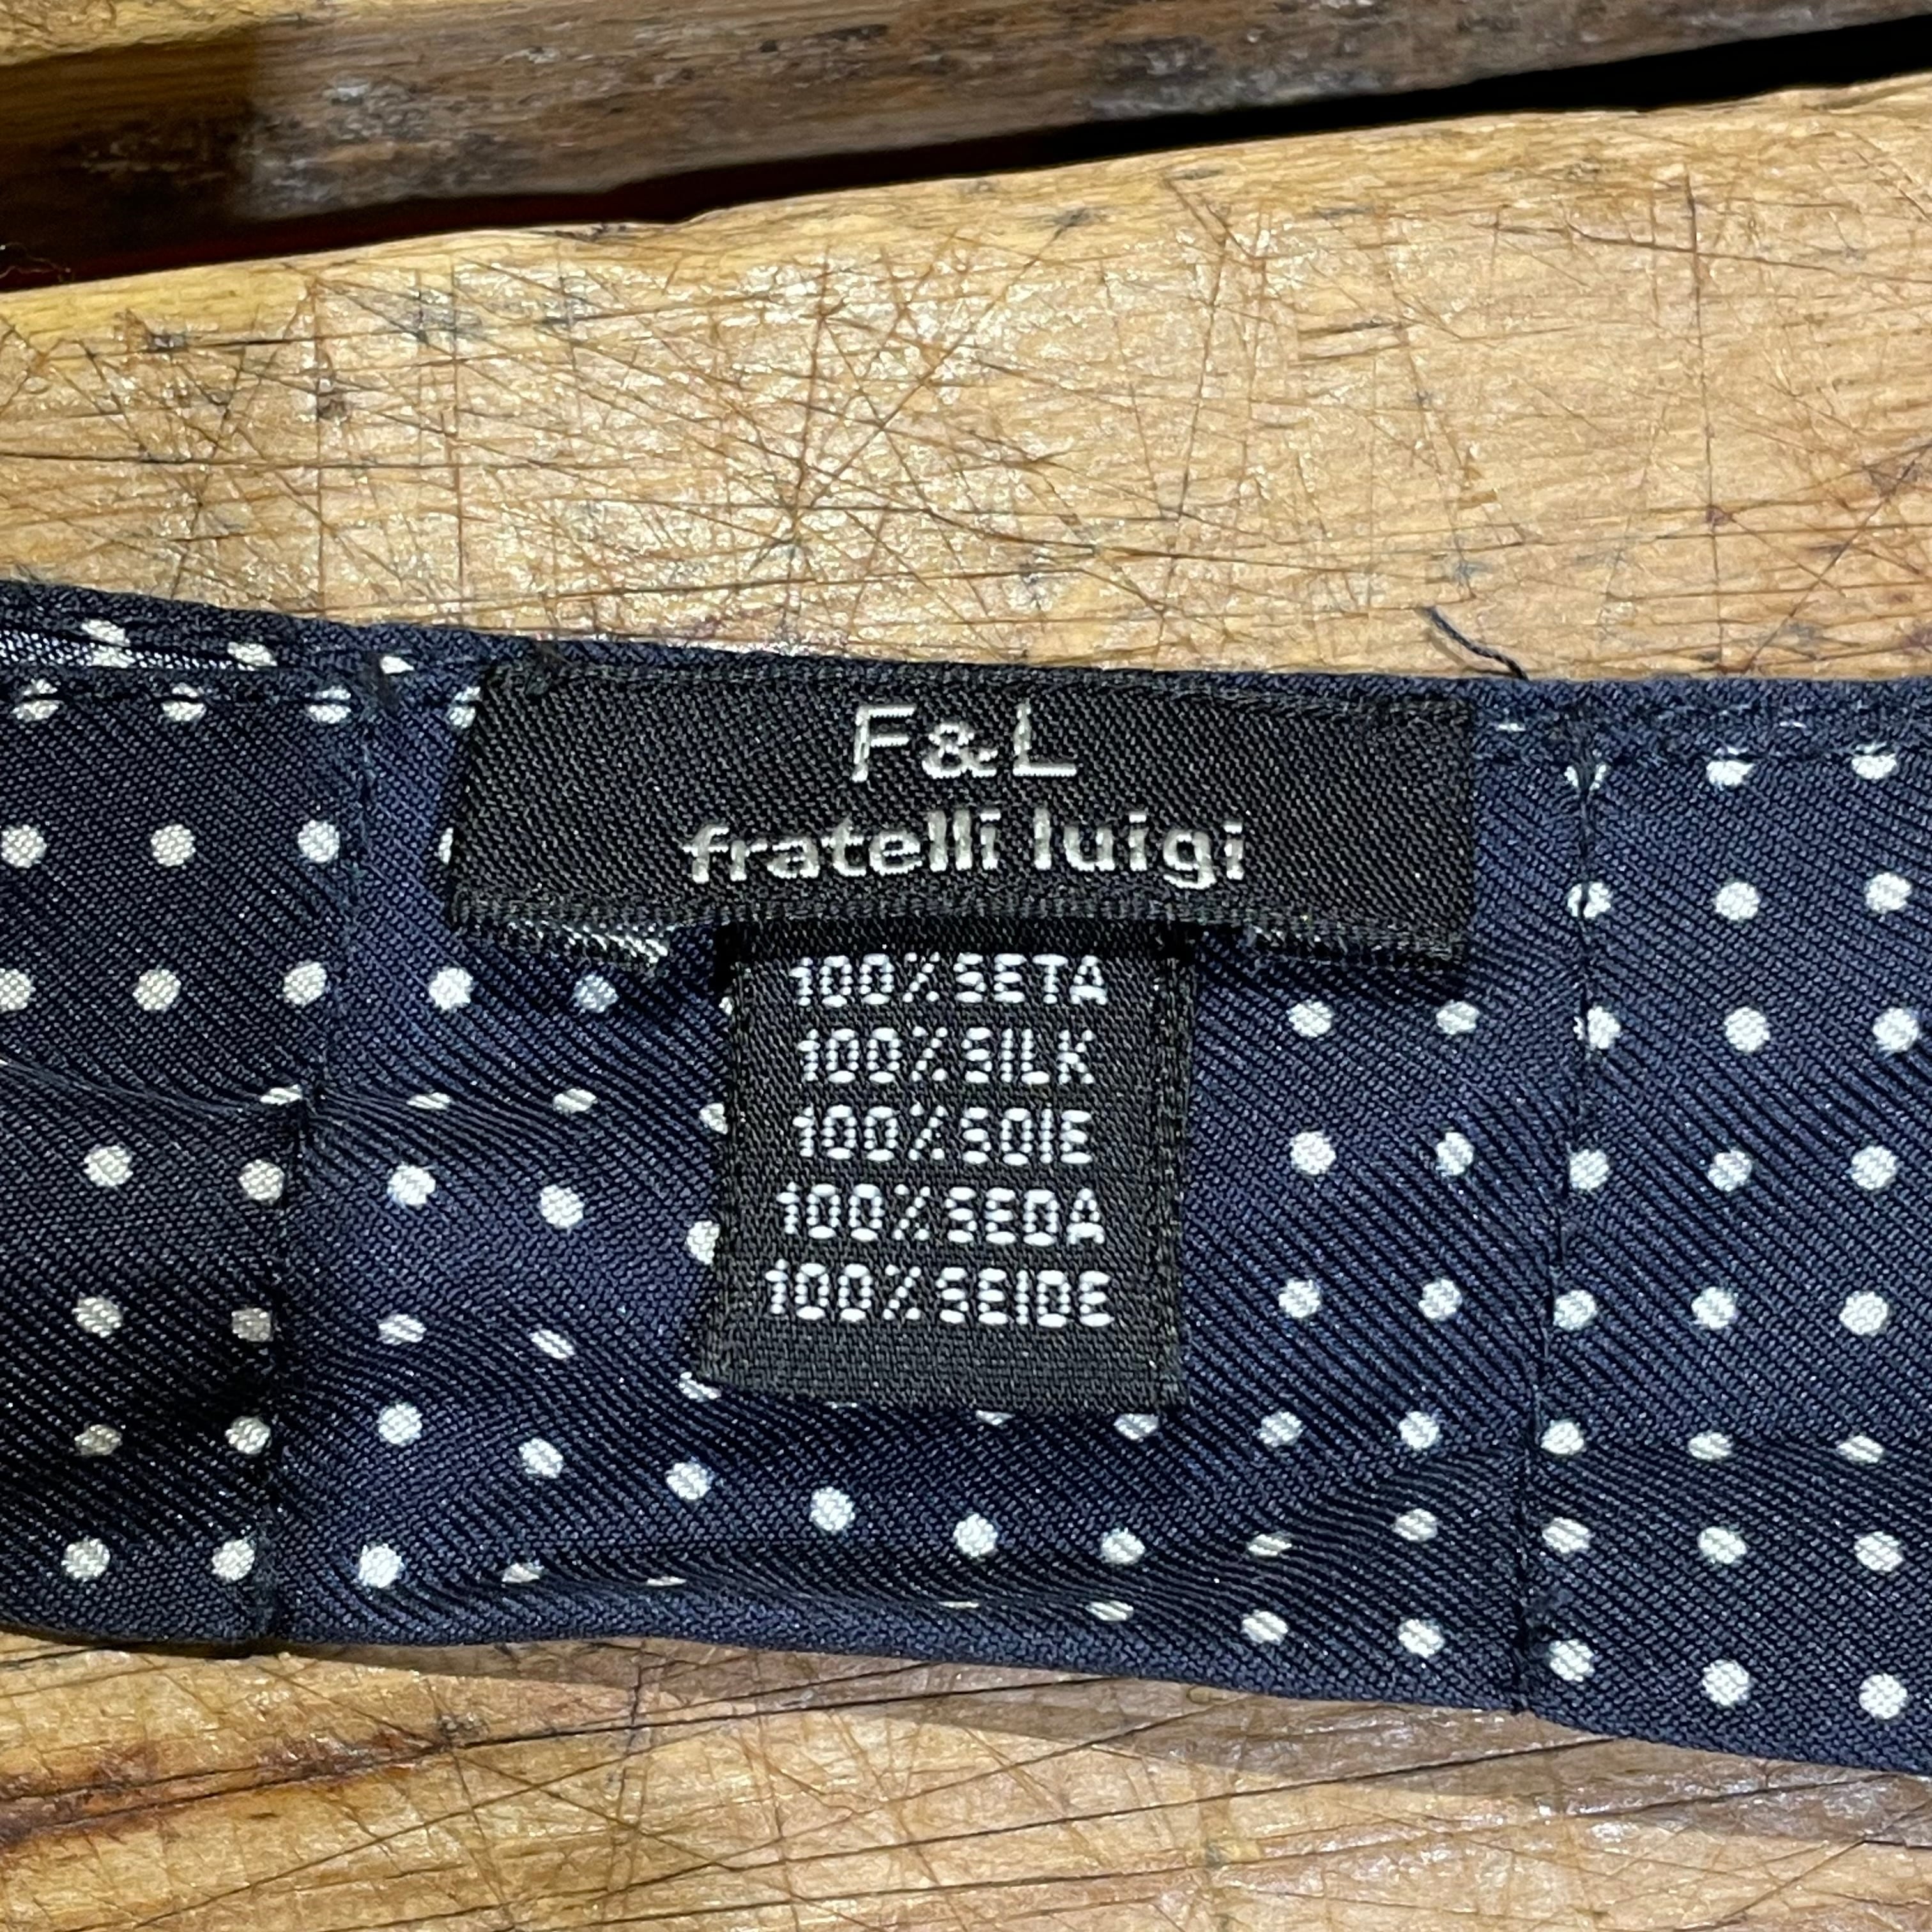 F&L
fratelli luigi
100%SETA
100%SILK
100%SOIE
100%SEDA
100%SEIDE